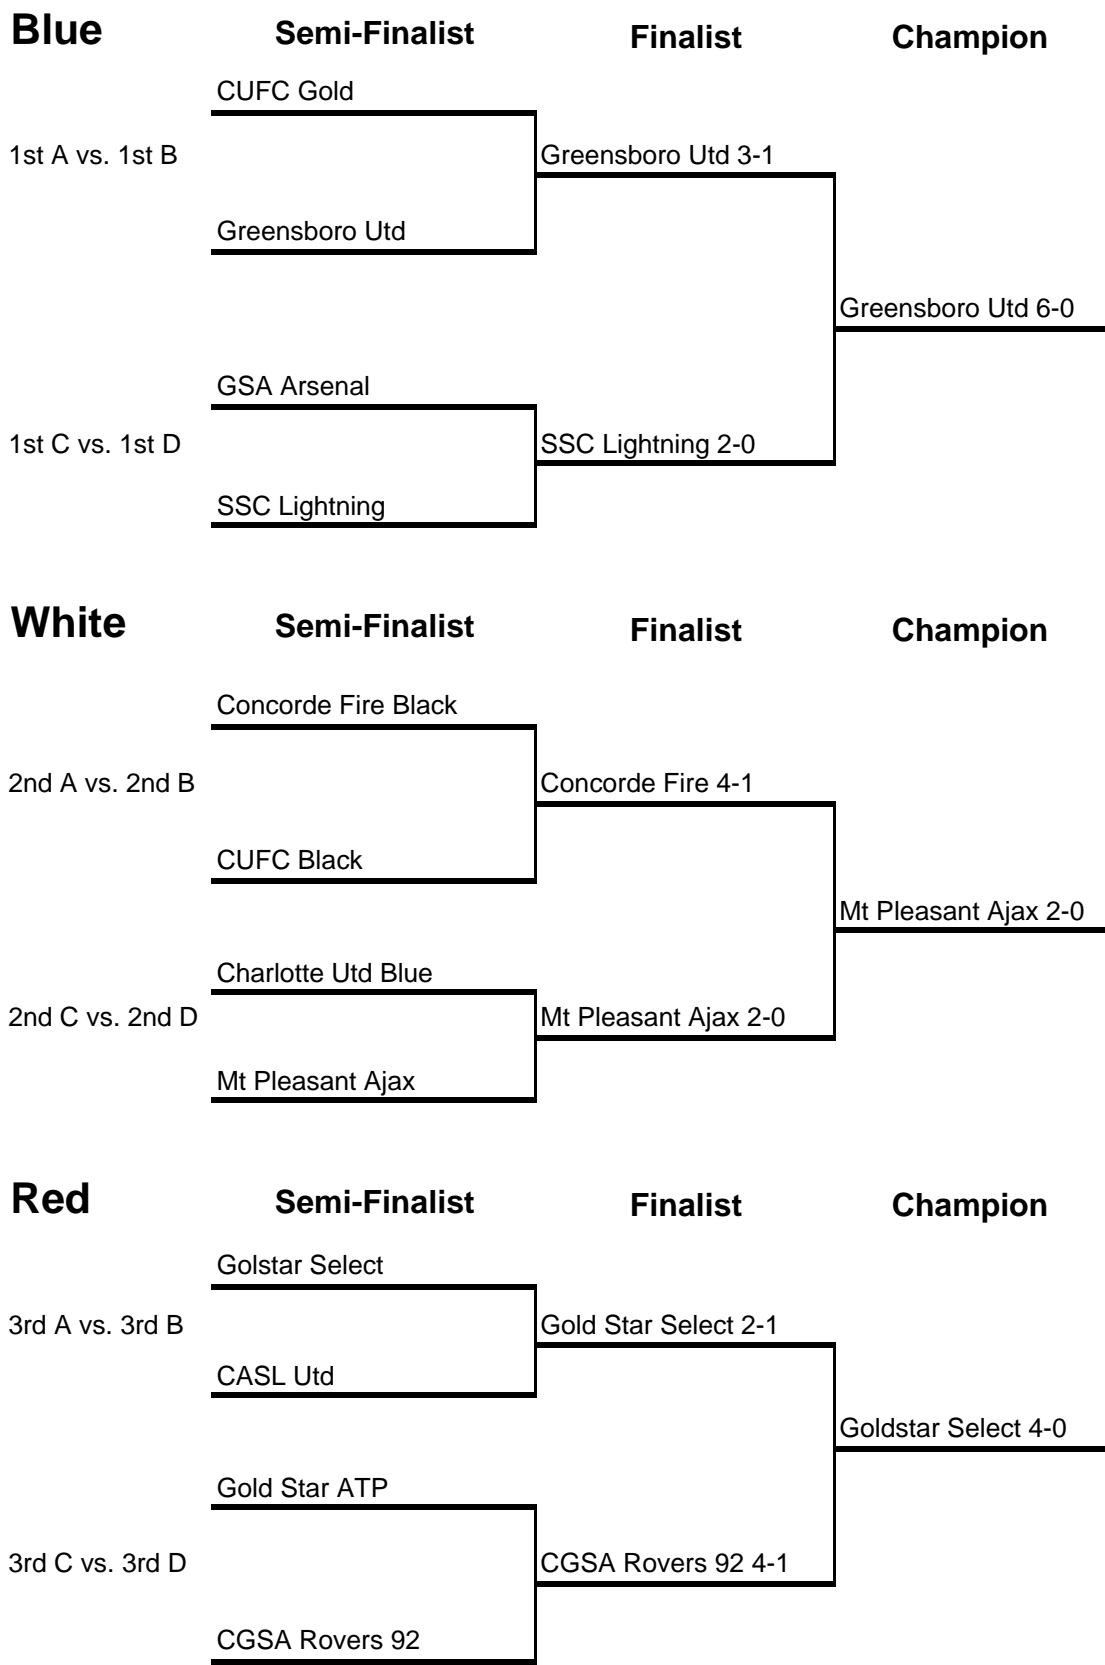 Blue Semi-Finalist Finalist Champion
CUFC Gold
1st A vs. 1st B Greensboro Utd 3-1
Greensboro Utd
Greensboro Utd 6-0
GSA Arsenal
1st C vs. 1st D SSC Lightning 2-0
SSC Lightning
White Semi-Finalist Finalist Champion
Concorde Fire Black
2nd A vs. 2nd B Concorde Fire 4-1
CUFC Black
Mt Pleasant Ajax 2-0
Charlotte Utd Blue
2nd C vs. 2nd D Mt Pleasant Ajax 2-0
Mt Pleasant Ajax
Red Semi-Finalist Finalist Champion
Golstar Select
3rd A vs. 3rd B Gold Star Select 2-1
CASL Utd
Goldstar Select 4-0
Gold Star ATP
3rd C vs. 3rd D CGSA Rovers 92 4-1
CGSA Rovers 92